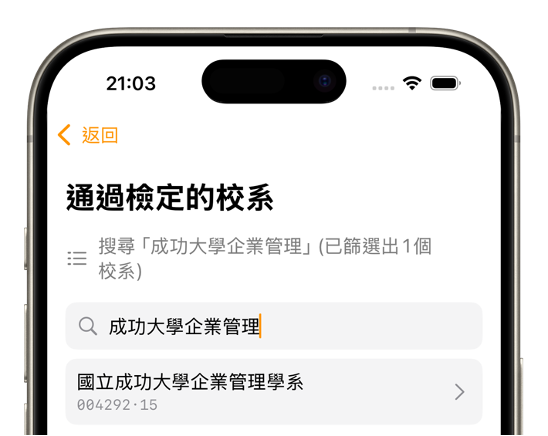 21:03
返回
通過檢定的校系
搜尋「成功大學企業管理」(已篩選出1個
校系)
成功大學企業管理
國立成功大學企業管理學系
004292·15